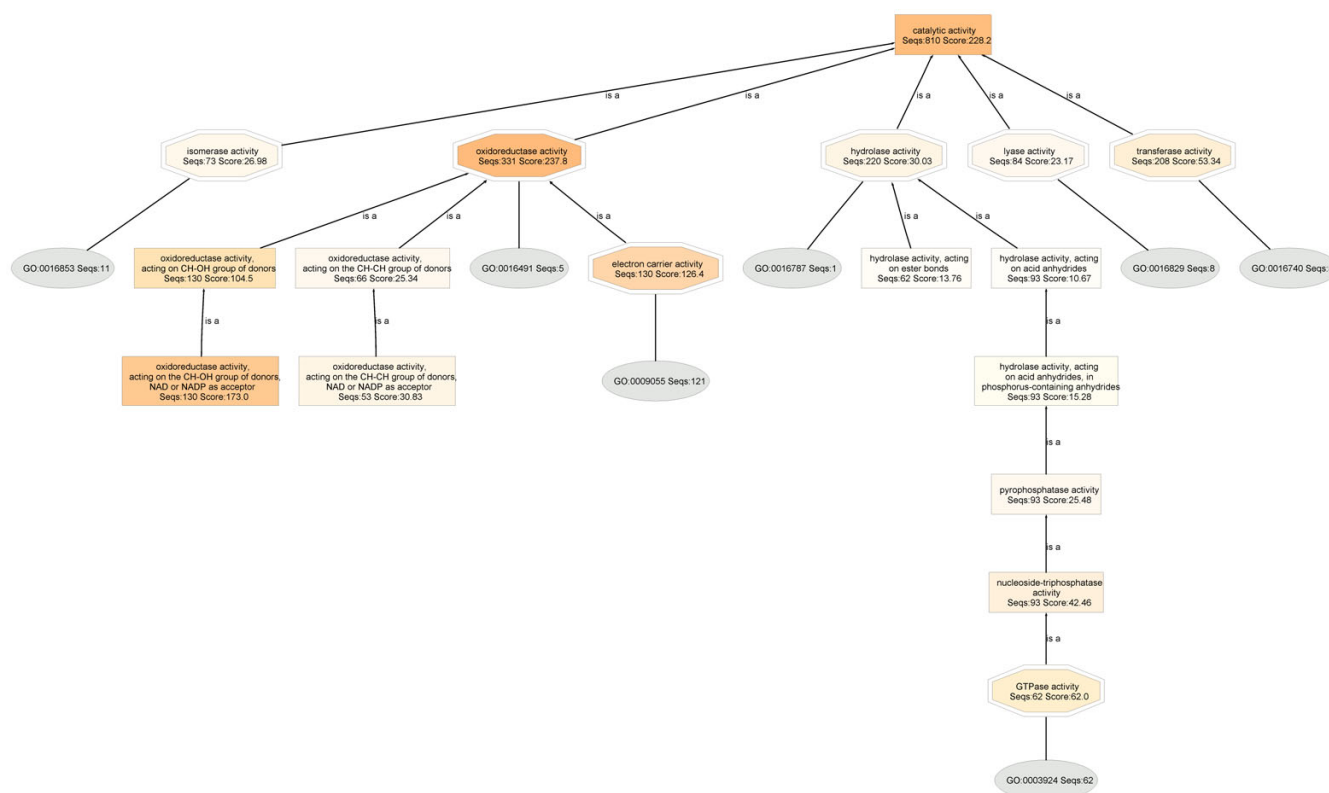 catalytic activity
Seqs:810 Score:228.2
is a
is a
is a
is a
is a
isomerase activity
Seqs:73 Score:26.98
oxidoreductase activity
Seqs:331 Score:237.8
hydrolase activity
Seqs:220 Score:30.03
lyase activity
Seqs:84 Score:23.17
transferase activity
Seqs:208 Score:53.34
is a
is a
is a
is a
is a
GO:0016853 Seqs:11
oxidoreductase activity,
acting on CH-OH group of donors
Seqs:130 Score:104.5
oxidoreductase activity,
acting on the CH-CH group of donors
Seqs:66 Score:25.34
GO:0016491 Seqs:5
electron carrier activity
Seqs:130 Score:126.4
GO:0016787 Seqs:1
hydrolase activity, acting
on ester bonds
Seqs:62 Score:13.76
hydrolase activity, acting
on acid anhydrides
Seqs:93 Score:10.67
GO:0016829 Seqs:8
GO:0016740 Seqs:
is a
is a
is a
oxidoreductase activity,
acting on the CH-OH group of donors,
NAD or NADP as acceptor
Seqs:130 Score:173.0
oxidoreductase activity,
acting on the CH-CH group of donors,
NAD or NADP as acceptor
Seqs:53 Score:30.83
GO:0009055 Seqs:121
hydrolase activity, acting
on acid anhydrides, in
phosphorus-containing anhydrides
Seqs:93 Score:15.28
is a
pyrophosphatase activity
Seqs:93 Score:25.48
is a
nucleoside-triphosphatase
activity
Seqs:93 Score:42.46
is a
GTPase activity
Seqs:62 Score:62.0
GO:0003924 Seqs:62